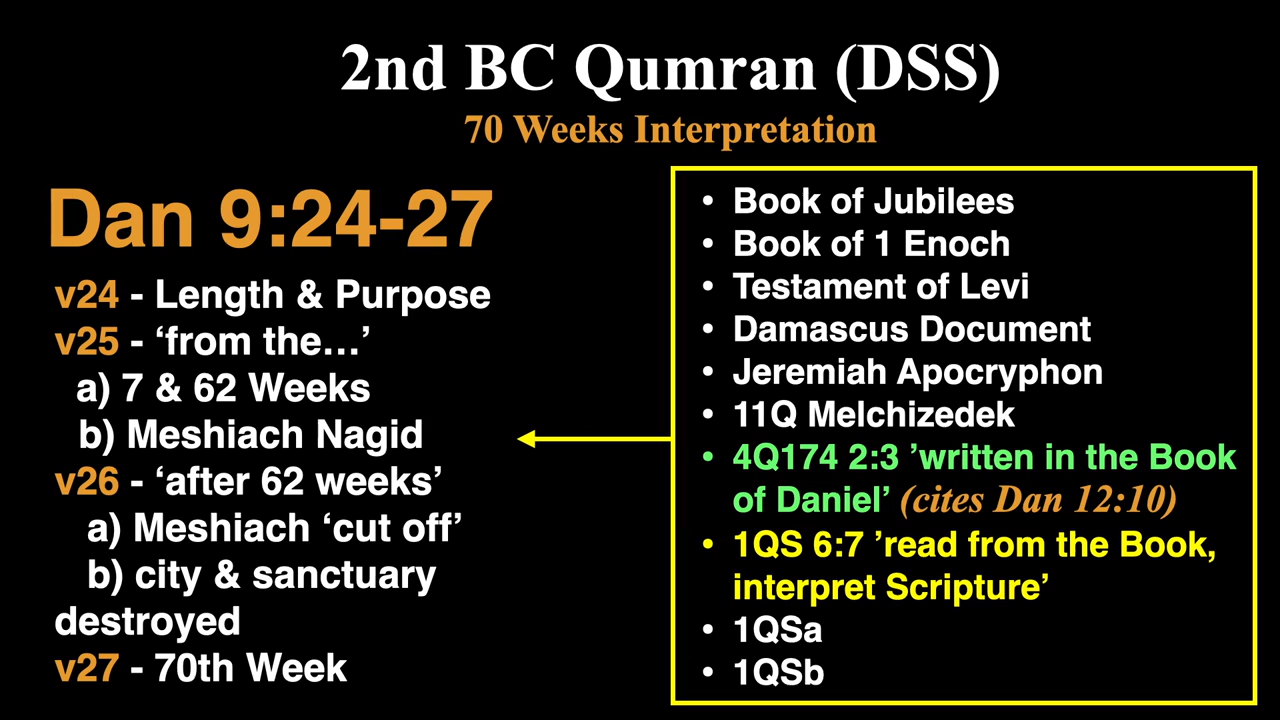 2nd BC Qumran (DSS)
70 Weeks Interpretation
Dan 9:24-27
v24 - Length & Purpose
v25 - ‘from the…’
a) 7 & 62 Weeks
b) Meshiach Nagid
v26 - ‘after 62 weeks’
a) Meshiach ‘cut off’
b) city & sanctuary
destroyed
v27 - 70th Week
• Book of Jubilees
• Book of 1 Enoch
• Testament of Levi
• Damascus Document
• Jeremiah Apocryphon
• 11Q Melchizedek
• 4Q174 2:3 ’written in the Book
of Daniel’ (cites Dan 12:10)
• 1QS 6:7 ’read from the Book,
interpret Scripture’
• 1QSa
• 1QSb